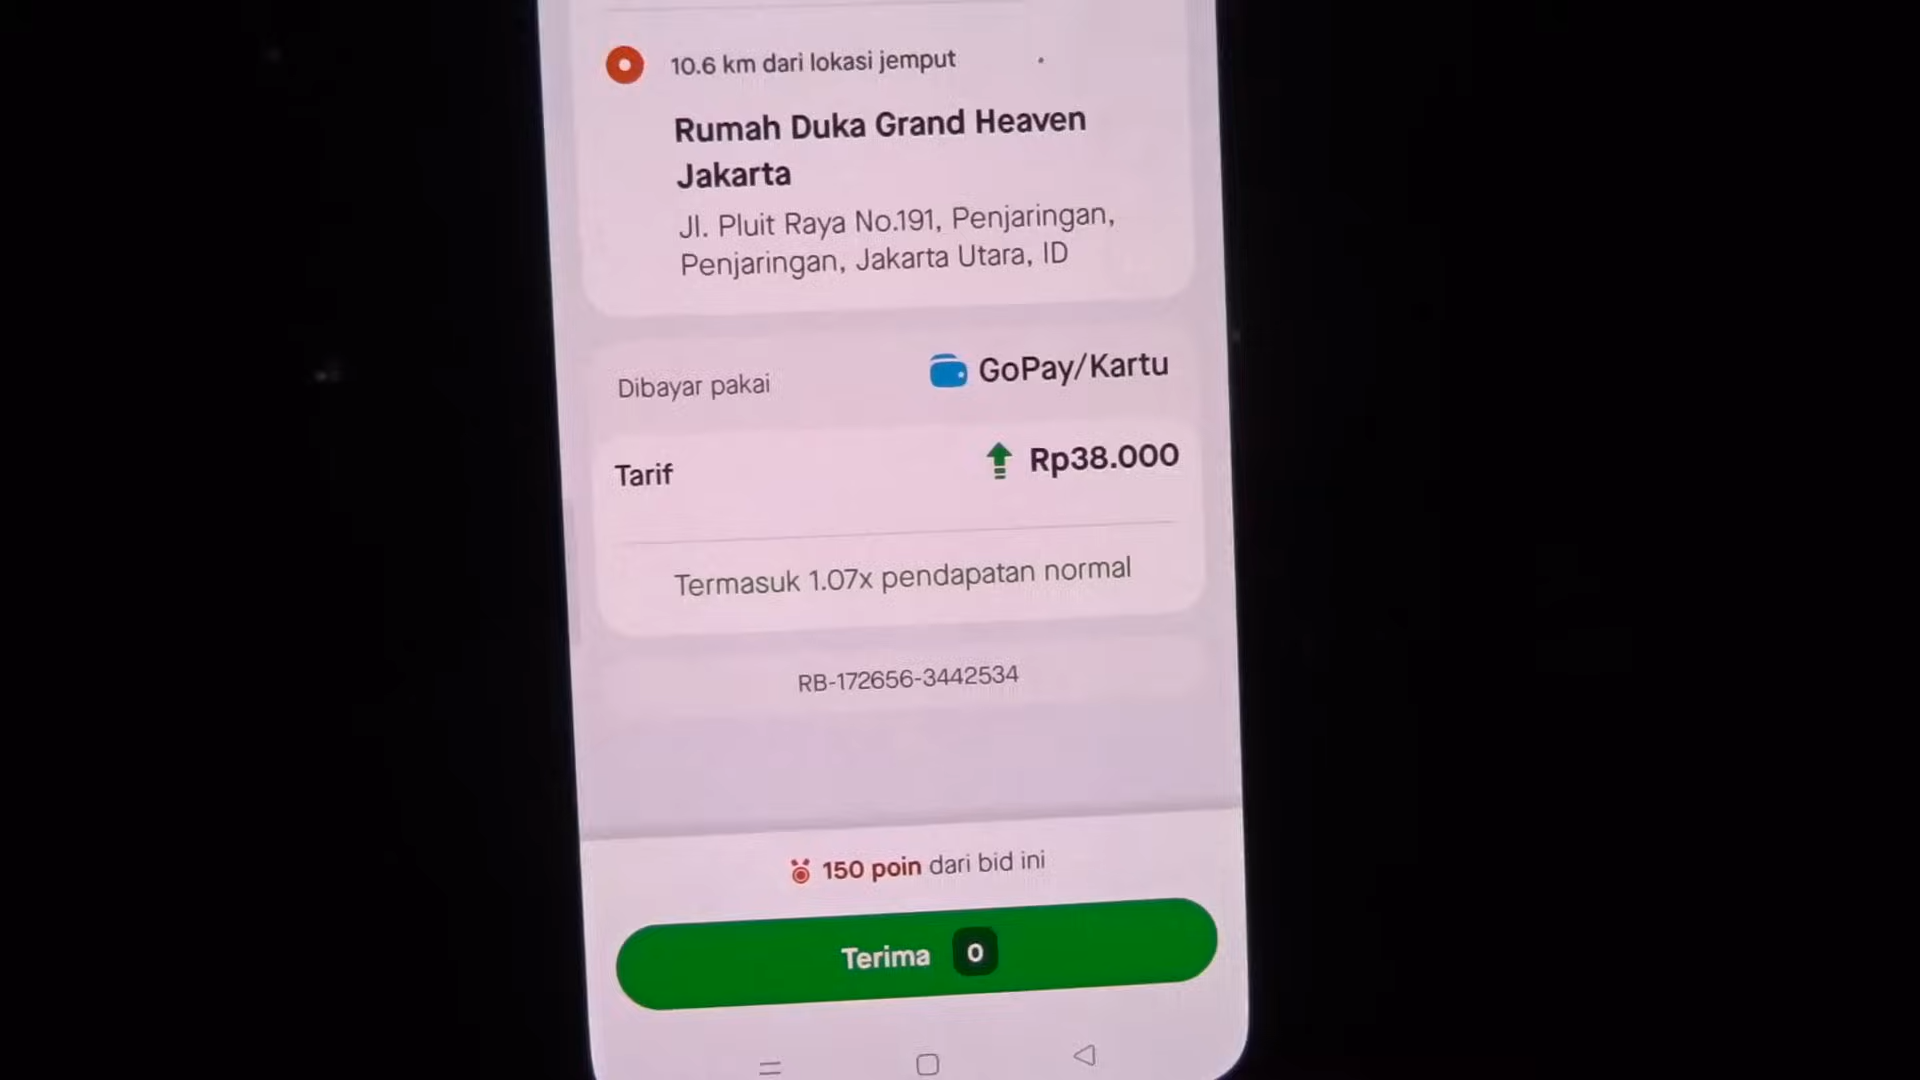 10.6 km dari lokasi jemput
Rumah Duka Grand Heaven
Jakarta
Jl. Pluit Raya No.191, Penjaringan,
Penjaringan, Jakarta Utara, ID
Dibayar pakai GoPay/Kartu
Tarif Rp38.000
Termasuk 1.07x pendapatan normal
RB-172656-3442534
150 poin dari bid ini
Terima 0